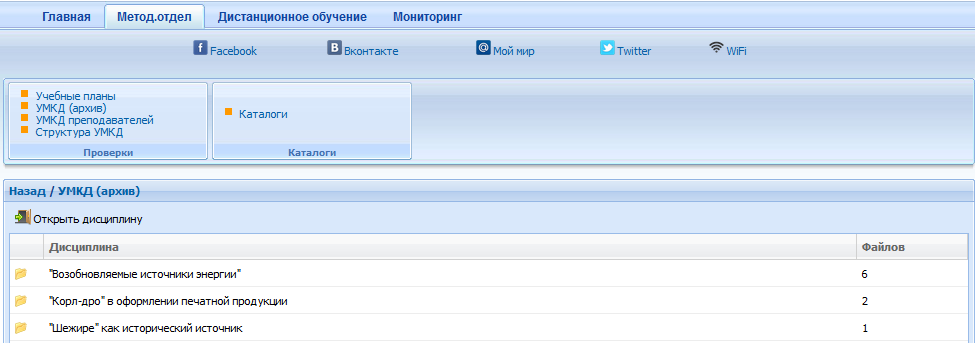 Главная Метод.отдел Дистанционное обучение Мониторинг
Facebook Вконтакте Мой мир Twitter WiFi
Учебные планы
УМКД (архив)
УМКД преподавателей
Структура УМКД
Проверки
Каталоги
Каталоги
Назад / УМКД (архив)
Открыть дисциплину
Дисциплина Файлов
"Возобновляемые источники энергии" 6
"Корл-дро" в оформлении печатной продукции 2
"Шежире" как исторический источник 1